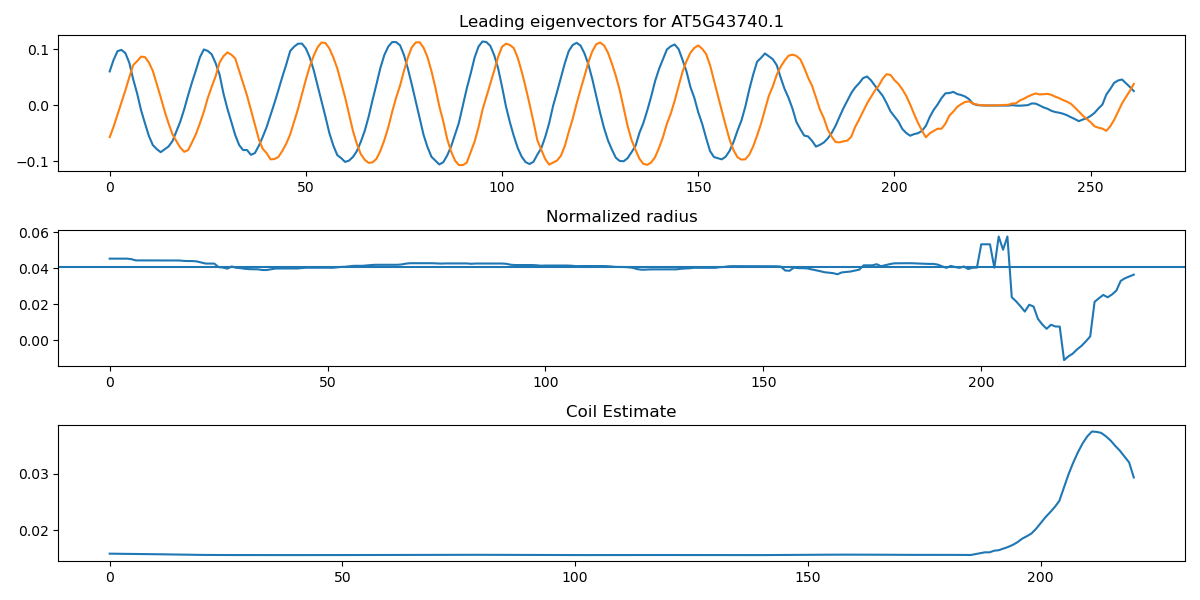 Leading eigenvectors for AT5G43740.1
0.1
0.0
−0.1
0 50 100 150 200 250
Normalized radius
0.06
0.04
0.02
0.00
0 50 100 150 200
Coil Estimate
0.03
0.02
0 50 100 150 200